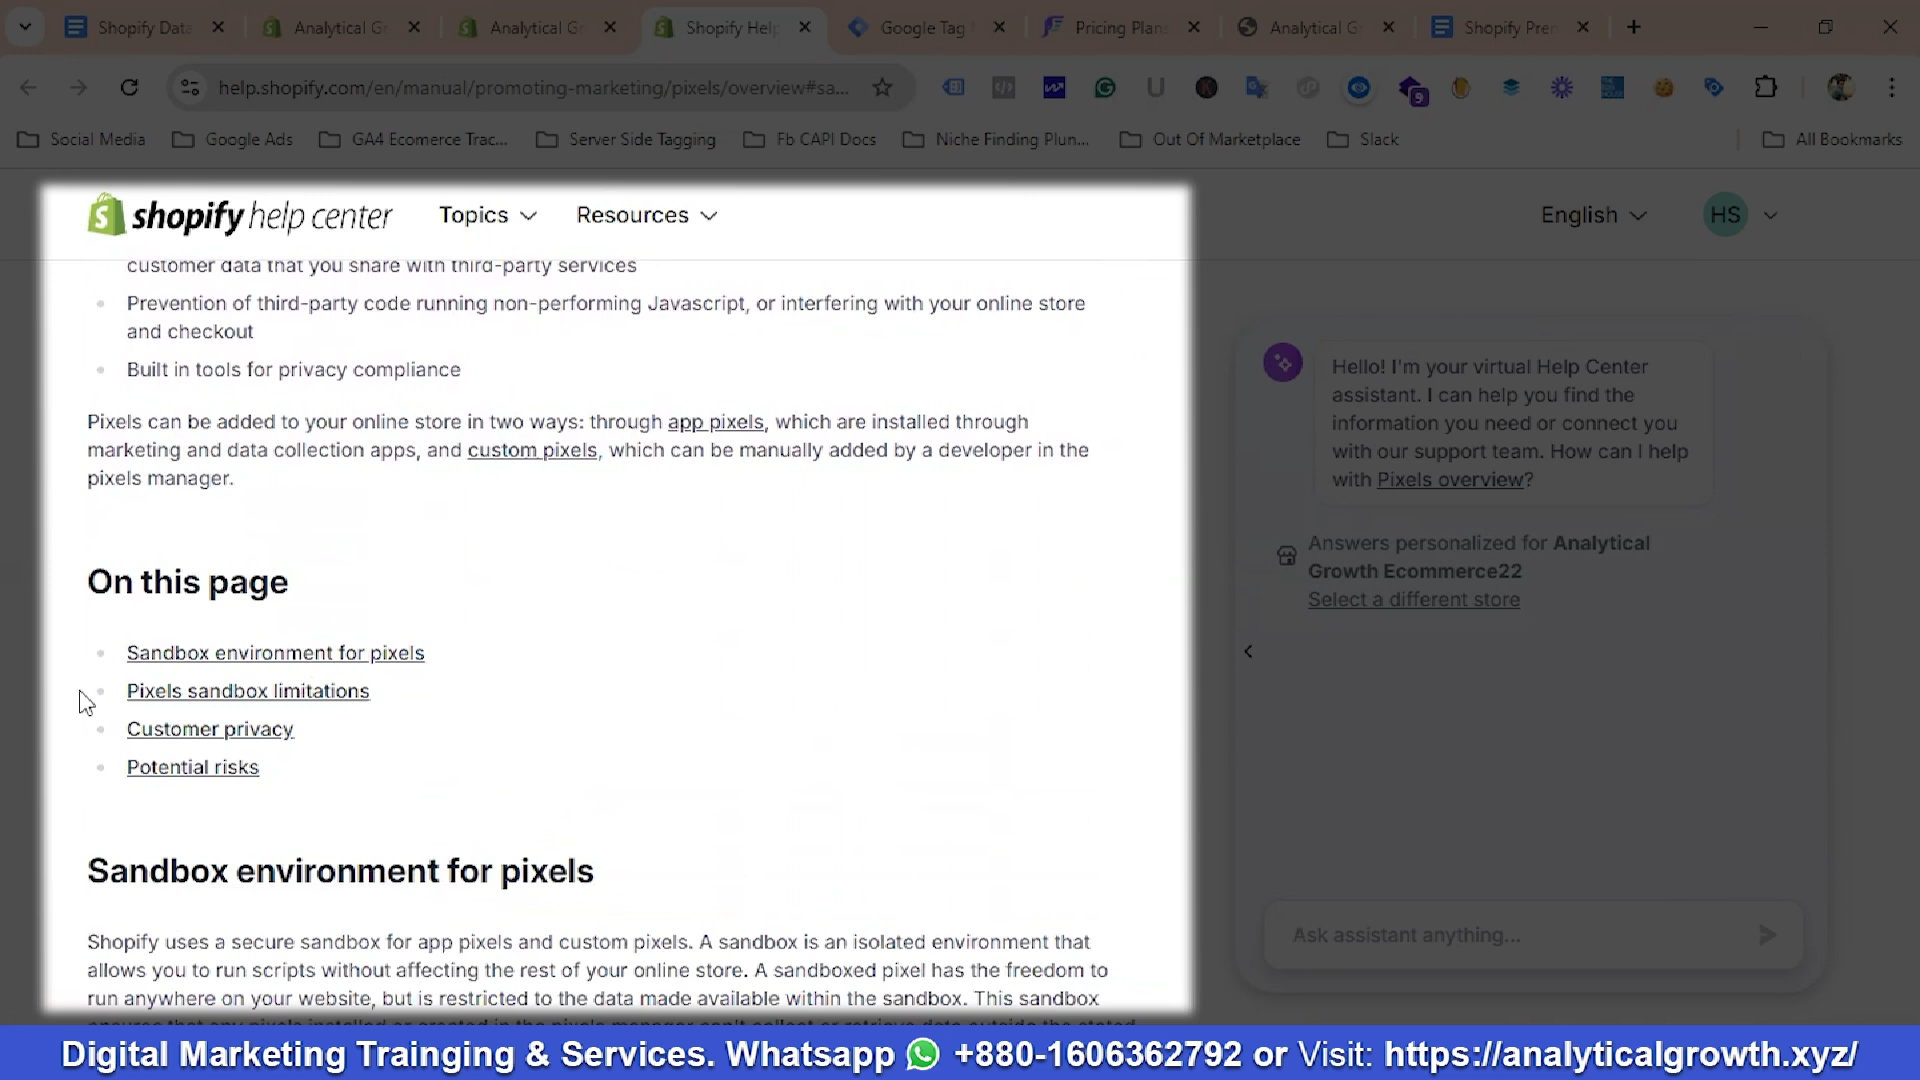 Shopify Data
Analytical Gr
Analytical Gr
Shopify Help
Google Tag
Pricing Plans
Analytical Gr
Shopify Prem
help.shopify.com/en/manual/promoting-marketing/pixels/overview#sa...
9
Social Media
Google Ads
GA4 Ecomerce Trac...
Server Side Tagging
Fb CAPI Docs
Niche Finding Plun...
Out Of Marketplace
Slack
All Bookmarks
shopify help center
Topics
Resources
English
HS
customer data that you share with third-party services
Prevention of third-party code running non-performing Javascript, or interfering with your online store
and checkout
Built in tools for privacy compliance
Pixels can be added to your online store in two ways: through app pixels, which are installed through
marketing and data collection apps, and custom pixels, which can be manually added by a developer in the
pixels manager.
On this page
Sandbox environment for pixels
Pixels sandbox limitations
Customer privacy
Potential risks
Sandbox environment for pixels
Shopify uses a secure sandbox for app pixels and custom pixels. A sandbox is an isolated environment that
allows you to run scripts without affecting the rest of your online store. A sandboxed pixel has the freedom to
run anywhere on your website, but is restricted to the data made available within the sandbox. This sandbox
Hello! I'm your virtual Help Center
assistant. I can help you find the
information you need or connect you
with our support team. How can I help
with Pixels overview?
Answers personalized for Analytical
Growth Ecommerce22
Select a different store
Ask assistant anything...
Digital Marketing Trainging & Services. Whatsapp +880-1606362792 or Visit: https://analyticalgrowth.xyz/